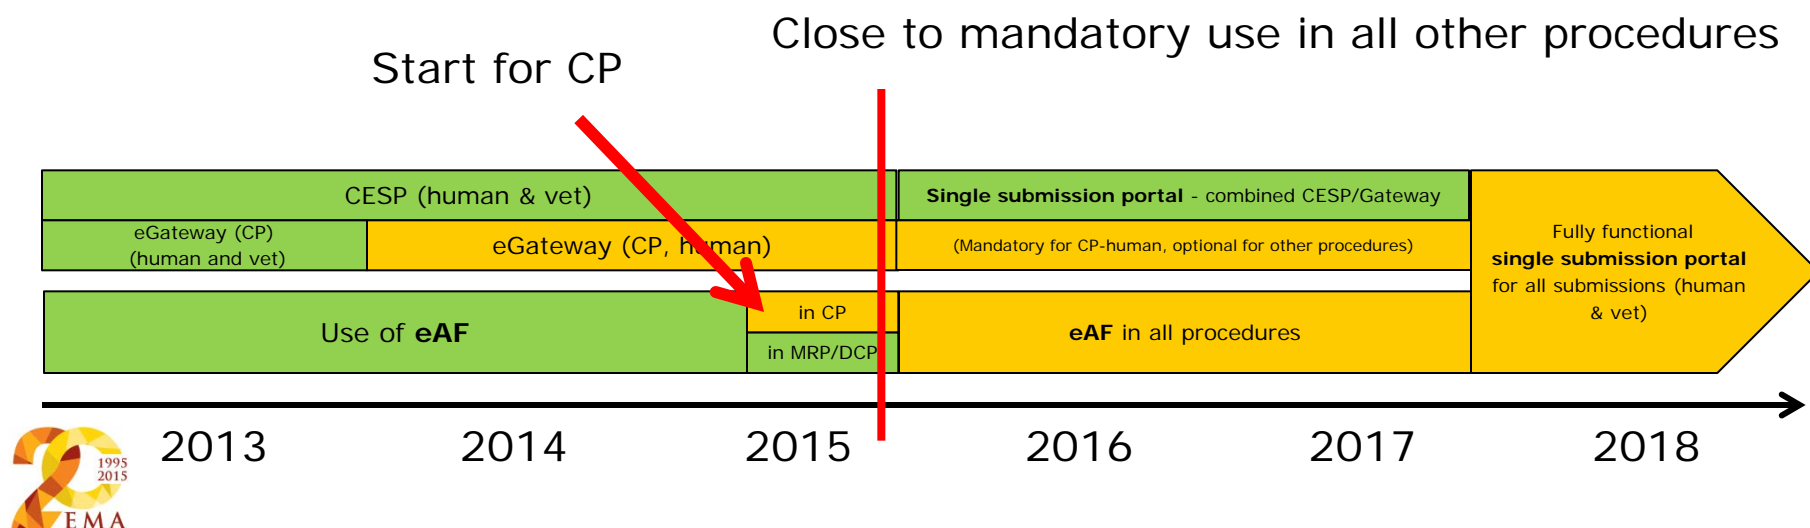 Close to mandatory use in all other procedures
Start for CP
CESP (human & vet)
Single submission portal - combined CESP/Gateway
eGateway (CP)
(human and vet)
eGateway (CP, human)
(Mandatory for CP-human, optional for other procedures)
Fully functional
single submission portal
for all submissions (human
& vet)
Use of eAF
in CP
in MRP/DCP
eAF in all procedures
2013
2014
2015
2016
2017
2018
1995
2015
EMA